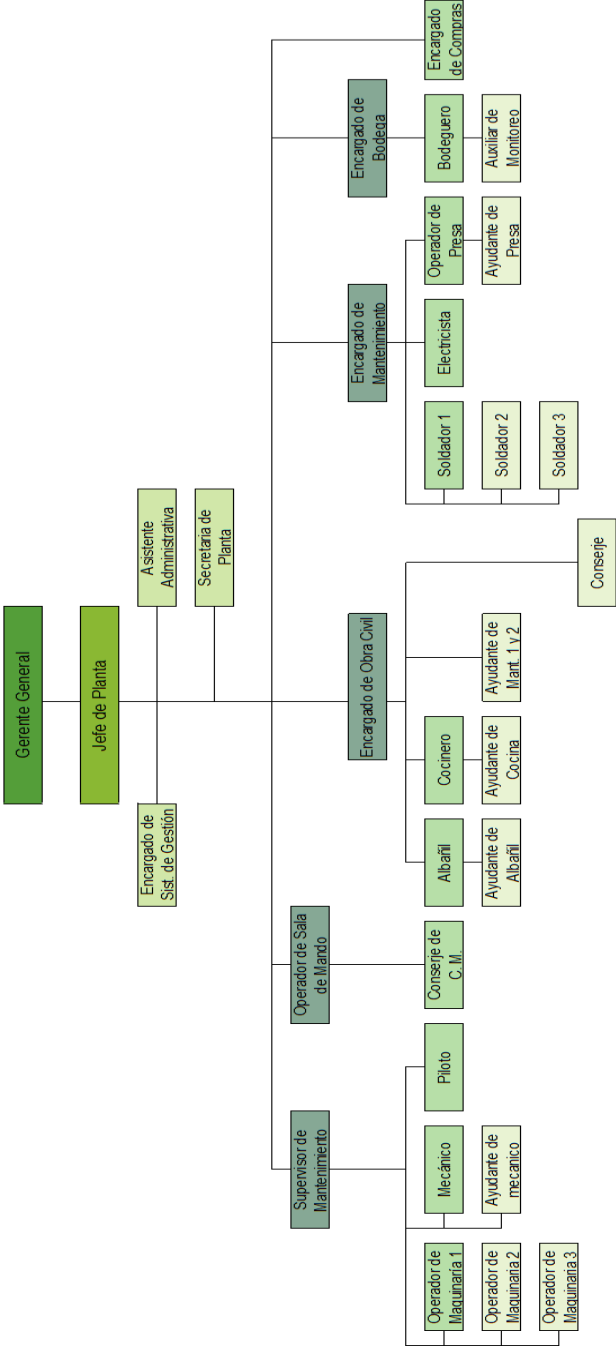 Gerente General
Jefe de Planta
Encargado de
Sist. de Gestión
Asistente
Administrativa
Secretaria de
Planta
Supervisor de
Mantenimiento
Operador de Sala
de Mando
Encargado de Obra Civil
Encargado de
Mantenimiento
Encargado de
Bodega
Operador de
Maquinaria 1
Mecánico
Piloto
Conserje de
C. M.
Albañil
Cocinero
Soldador 1
Electricista
Operador de
Presa
Bodeguero
Encargado
de Compras
Operador de
Maquinaria 2
Ayudante de
mecanico
Ayudante de
Albañil
Ayudante de
Cocina
Ayudante de
Mant. 1 y 2
Soldador 2
Ayudante de
Presa
Auxiliar de
Monitoreo
Operador de
Maquinaria 3
Soldador 3
Conserje